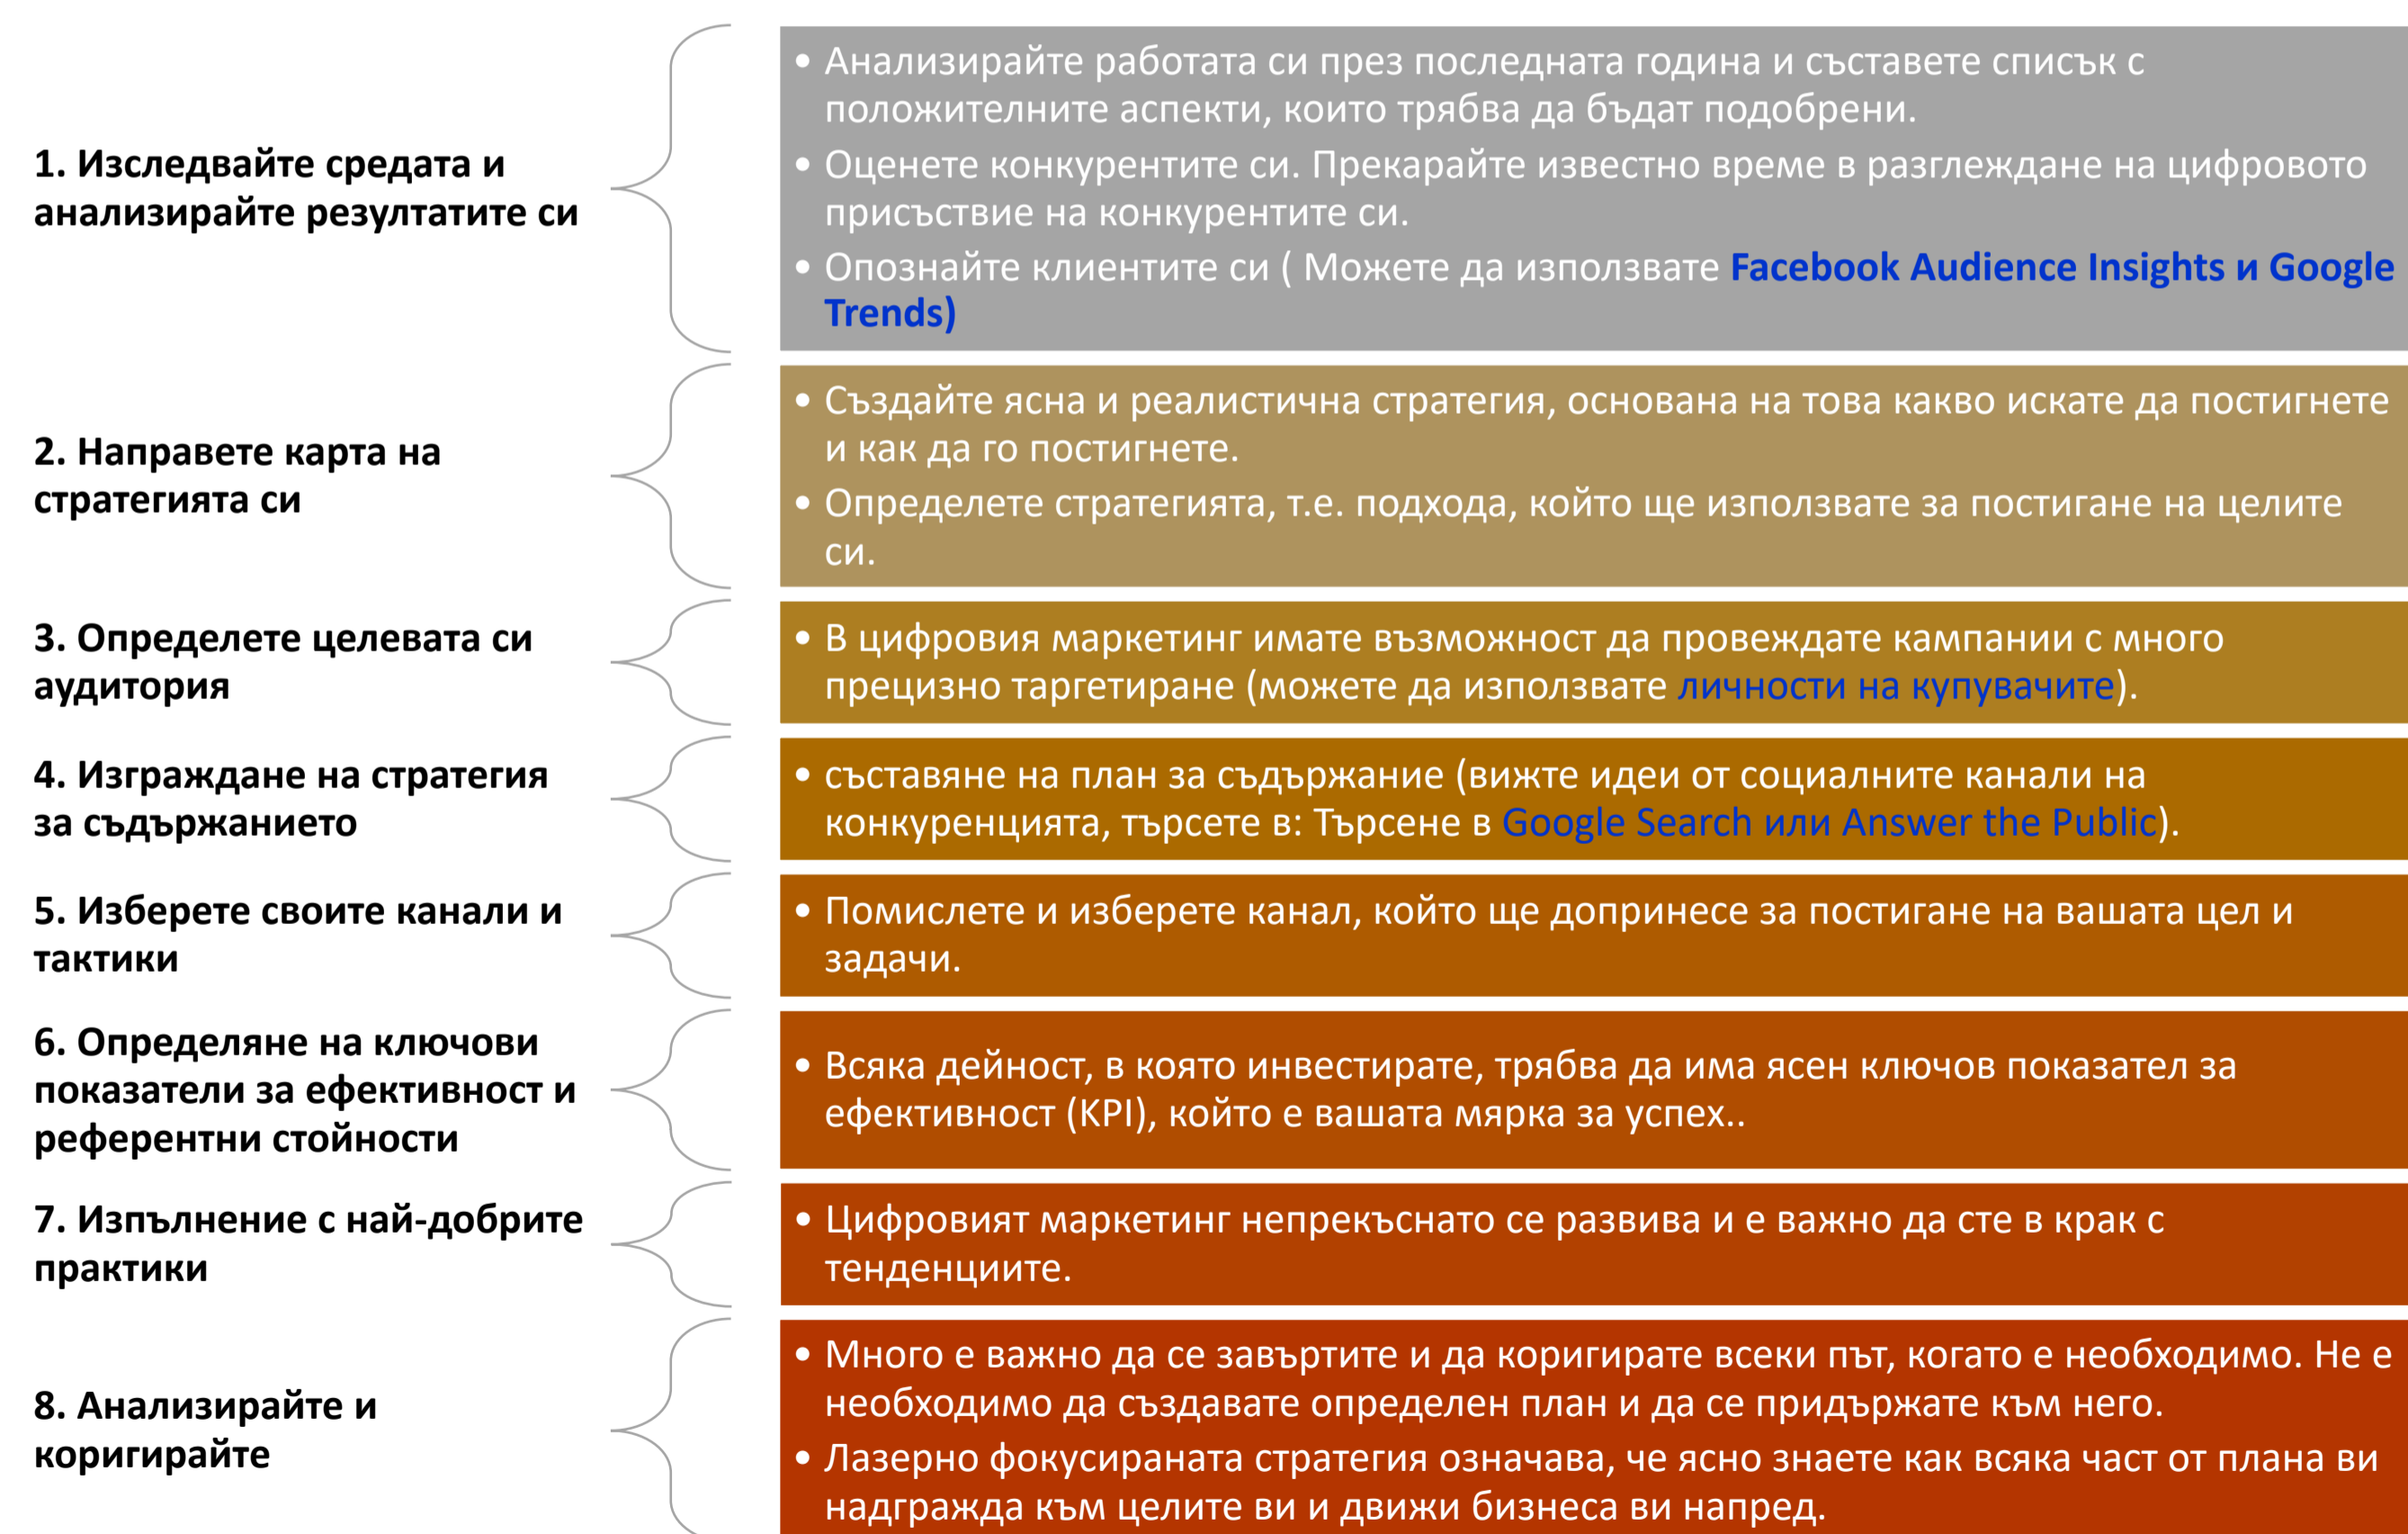 1. Изследвайте средата и
анализирайте резултатите си
• Анализирайте работата си през последната година и съставете списък с
положителните аспекти, които трябва да бъдат подобрени.
• Оценете конкурентите си. Прекарайте известно време в разглеждане на цифровото
присъствие на конкурентите си.
• Опознайте клиентите си ( Можете да използвате Facebook Audience Insights и Google
Trends)
2. Направете карта на
стратегията си
• Създайте ясна и реалистична стратегия, основана на това какво искате да постигнете
и как да го постигнете.
• Определете стратегията, т.е. подхода, който ще използвате за постигане на целите
си.
3. Определете целевата си
аудитория
• В цифровия маркетинг имате възможност да провеждате кампании с много
прецизно таргетиране (можете да използвате личности на купувачите).
4. Изграждане на стратегия
за съдържанието
• съставяне на план за съдържание (вижте идеи от социалните канали на
конкуренцията, търсете в: Търсене в Google Search или Answer the Public).
5. Изберете своите канали и
тактики
• Помислете и изберете канал, който ще допринесе за постигане на вашата цел и
задачи.
6. Определяне на ключови
показатели за ефективност и
референтни стойности
• Всяка дейност, в която инвестирате, трябва да има ясен ключов показател за
ефективност (KPI), който е вашата мярка за успех..
7. Изпълнение с най-добрите
практики
• Цифровият маркетинг непрекъснато се развива и е важно да сте в крак с
тенденциите.
8. Анализирайте и
коригирайте
• Много е важно да се завъртите и да коригирате всеки път, когато е необходимо. Не е
необходимо да създавате определен план и да се придържате към него.
• Лазерно фокусираната стратегия означава, че ясно знаете как всяка част от плана ви
надгражда към целите ви и движи бизнеса ви напред.